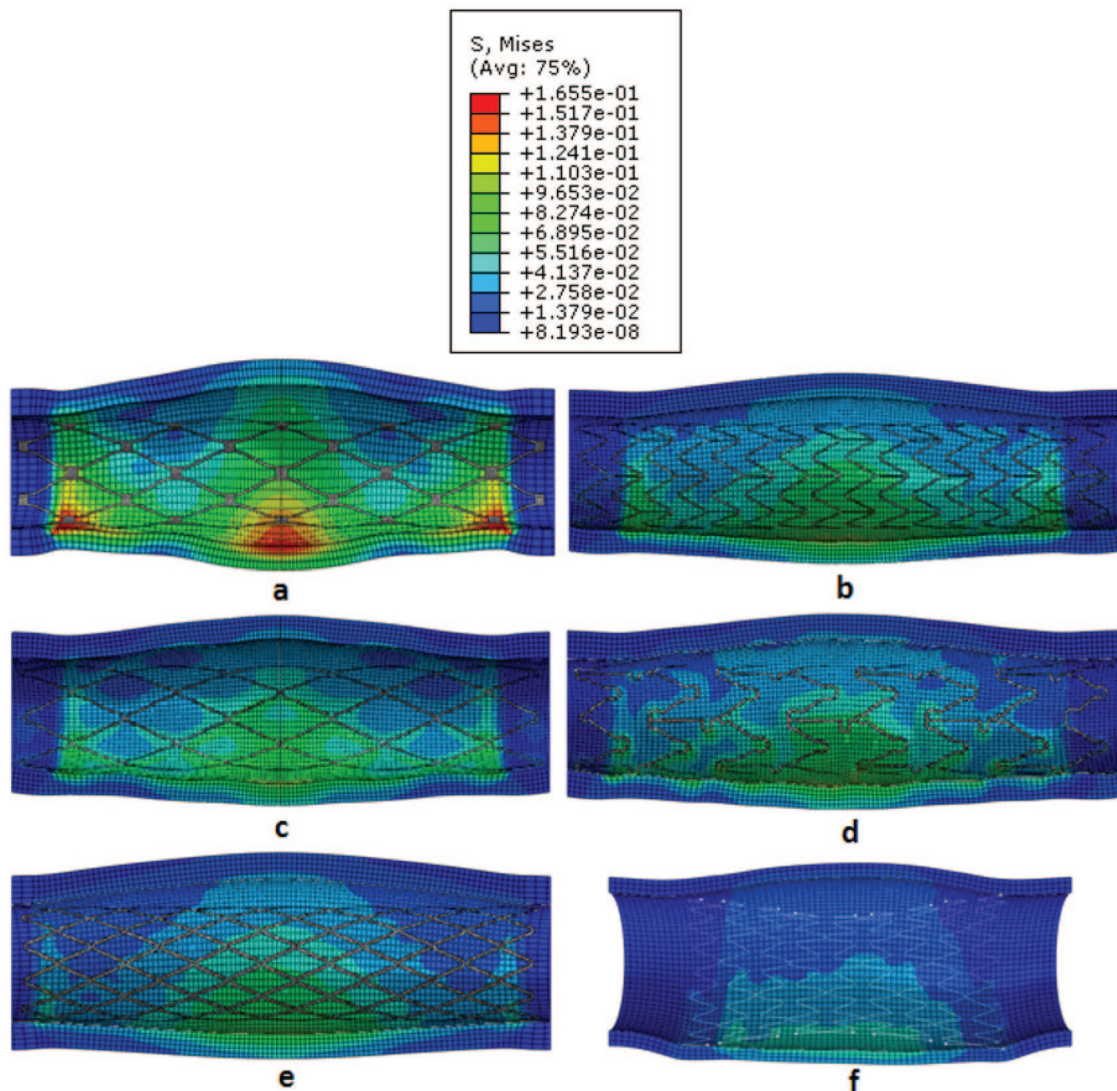 S, Mises
(Avg: 75%)
+1.655e-01
+1.517e-01
+1.379e-01
+1.241e-01
+1.103e-01
+9.653e-02
+8.274e-02
+6.895e-02
+5.516e-02
+4.137e-02
+2.758e-02
+1.379e-02
+8.193e-08
a
b
c
d
e
f